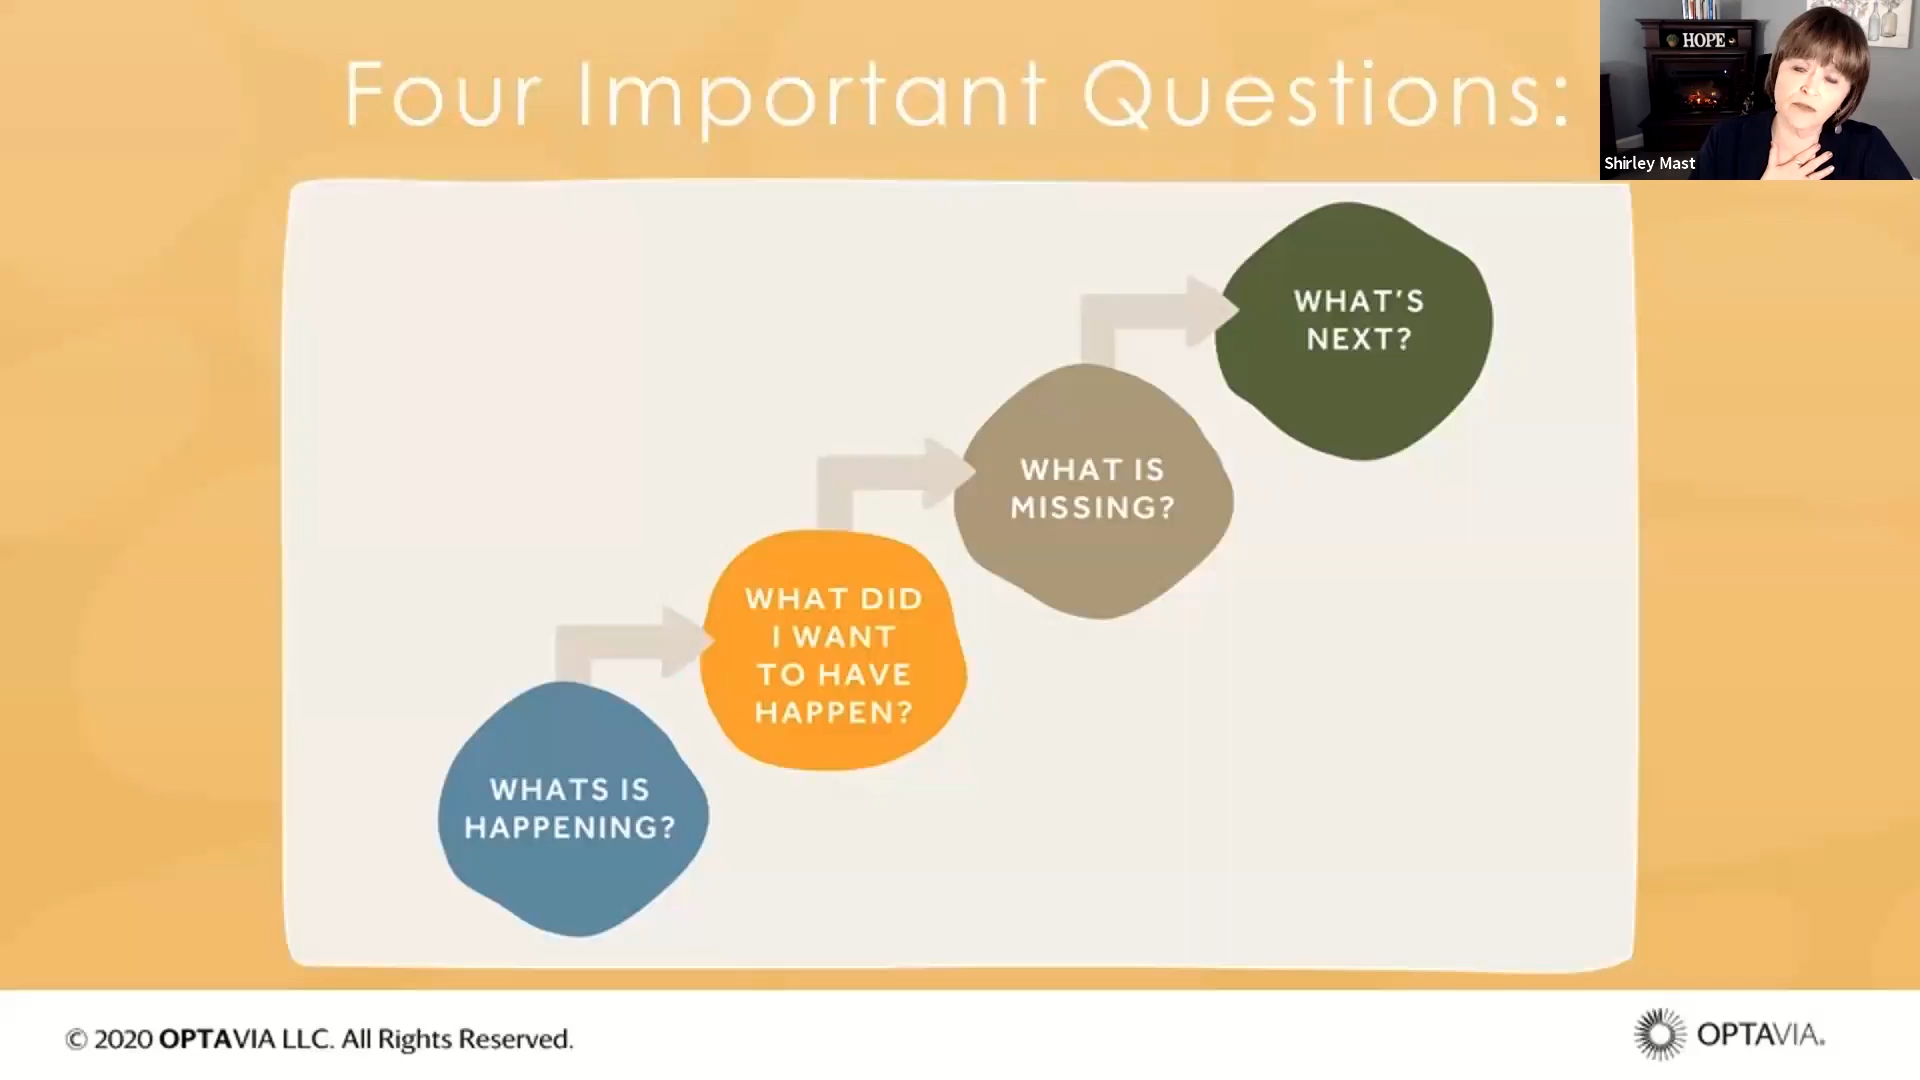 Four Important Questions:
HOPE
Shirley Mast
WHAT'S
NEXT?
WHAT IS
MISSING?
WHAT DID
I WANT
TO HAVE
HAPPEN?
WHATS IS
HAPPENING?
© 2020 OPTAVIA LLC. All Rights Reserved.
OPTAVIA®